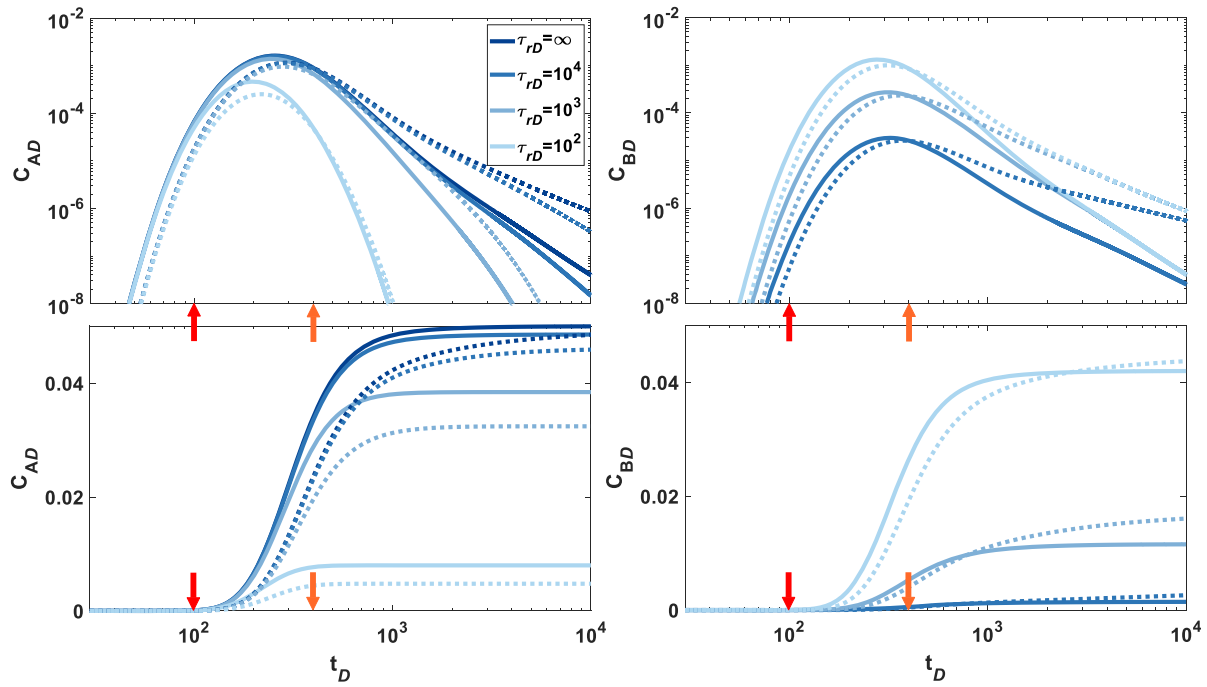 10⁻²
10⁻⁴
10⁻⁶
10⁻⁸
C_AD
τ_rD=∞
τ_rD=10⁴
τ_rD=10³
τ_rD=10²
10⁻²
10⁻⁴
10⁻⁶
10⁻⁸
C_BD
0.04
0.02
0
C_AD
10²
10³
10⁴
t_D
0.04
0.02
0
C_BD
10²
10³
10⁴
t_D